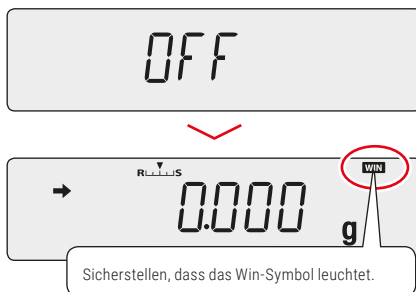 OFF
R S
WIN
0.000 g
Sicherstellen, dass das Win-Symbol leuchtet.